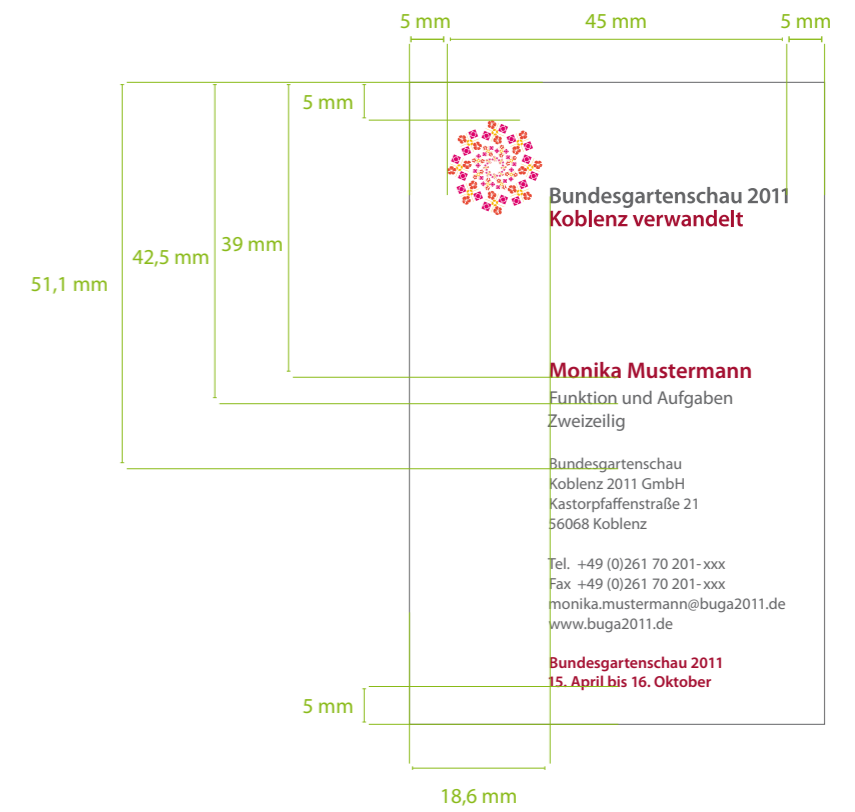 5 mm
45 mm
5 mm
5 mm
Bundesgartenschau 2011
Koblenz verwandelt
39 mm
42,5 mm
51,1 mm
Monika Mustermann
Funktion und Aufgaben
Zweizeilig
Bundesgartenschau
Koblenz 2011 GmbH
Kastorpfaffenstraße 21
56068 Koblenz
Tel. +49 (0)261 70 201-xxx
Fax +49 (0)261 70 201-xxx
monika.mustermann@buga2011.de
www.buga2011.de
Bundesgartenschau 2011
15. April bis 16. Oktober
5 mm
18,6 mm